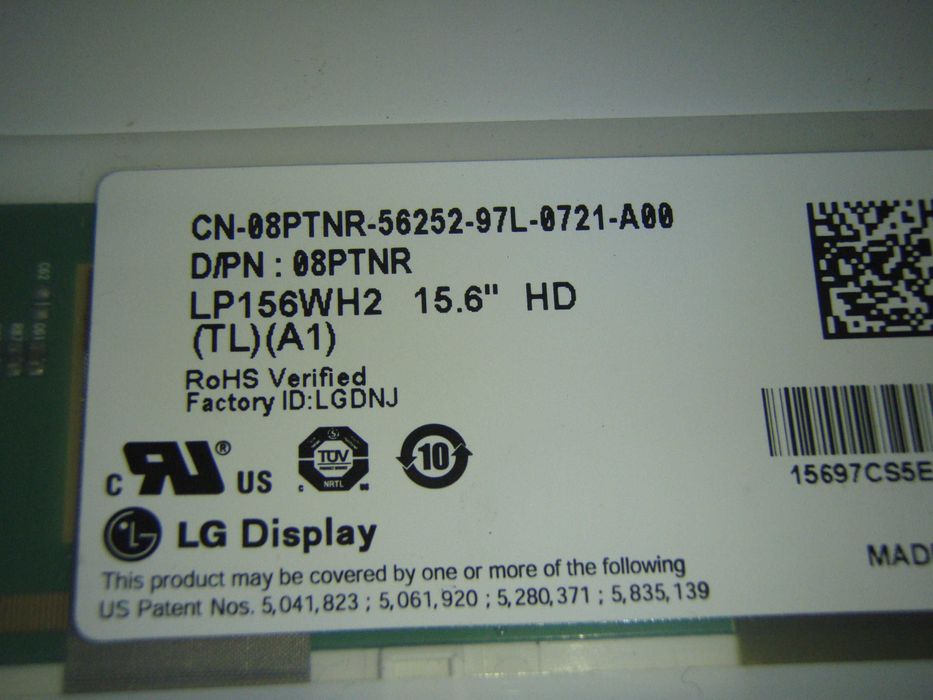 CN-08PTNR-56252-97L-0721-A00
D/PN : 08PTNR
LP156WH2 15.6" HD
(TL)(A1)
RoHS Verified
Factory ID:LGDNJ
C RU ® US
TÜV
NRTL
10
15697CS5E
LG Display
MAD
This product may be covered by one or more of the following
US Patent Nos. 5,041,823 ; 5,061,920 ; 5,280,371 ; 5,835,139